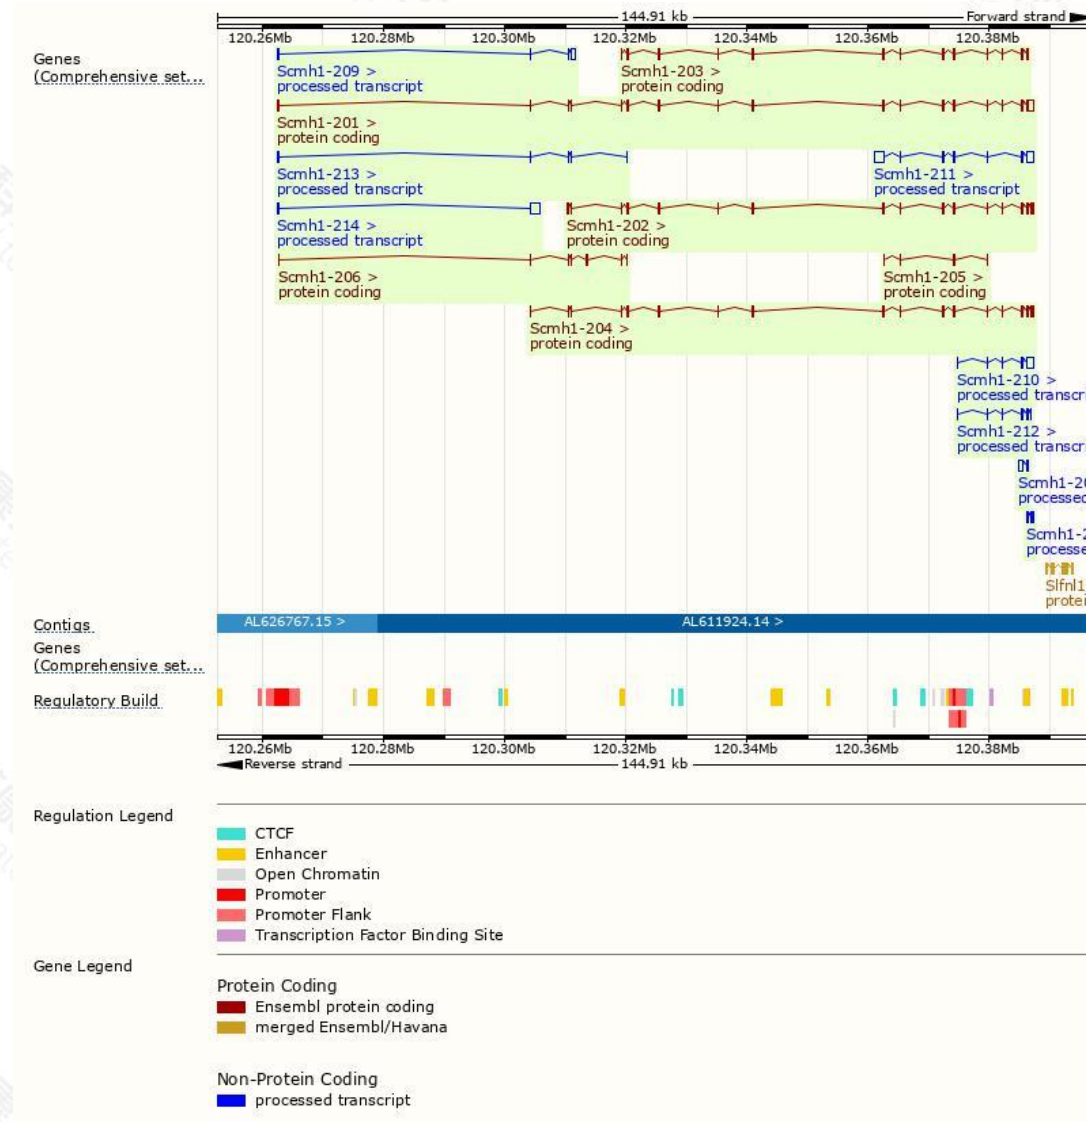 144.91 kb Forward strand
120.26Mb 120.28Mb 120.30Mb 120.32Mb 120.34Mb 120.36Mb 120.38Mb
Genes
(Comprehensive set...
Scmh1-209 > Scmh1-203 >
processed transcript protein coding
Scmh1-201 >
protein coding
Scmh1-213 > Scmh1-211 >
processed transcript processed transcript
Scmh1-214 > Scmh1-202 >
processed transcript protein coding
Scmh1-206 > Scmh1-205 >
protein coding protein coding
Scmh1-204 >
protein coding
Scmh1-210 >
processed transcr
Scmh1-212 >
processed transcr
Scmh1-20
processed
Scmh1-2
processe
Slfnl1
protei
Contigs AL626767.15 > AL611924.14 >
Genes
(Comprehensive set...
Regulatory Build
120.26Mb 120.28Mb 120.30Mb 120.32Mb 120.34Mb 120.36Mb 120.38Mb
Reverse strand 144.91 kb
Regulation Legend
CTCF
Enhancer
Open Chromatin
Promoter
Promoter Flank
Transcription Factor Binding Site
Gene Legend
Protein Coding
Ensembl protein coding
merged Ensembl/Havana
Non-Protein Coding
processed transcript